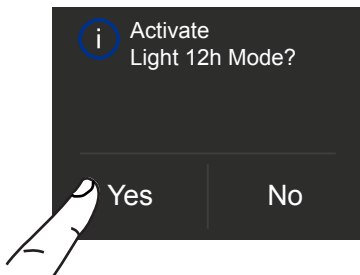 i
Activate
Light 12h Mode?
Yes
No